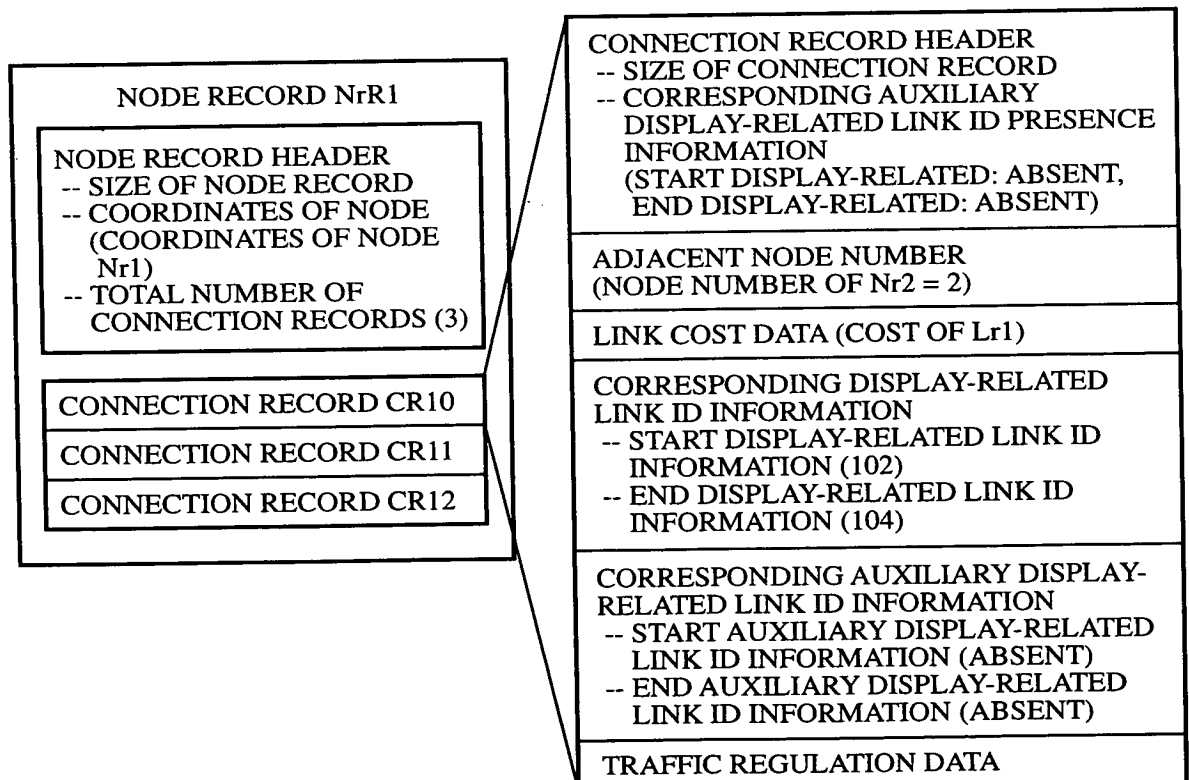 NODE RECORD NrR1
NODE RECORD HEADER
-- SIZE OF NODE RECORD
-- COORDINATES OF NODE
(COORDINATES OF NODE
Nr1)
-- TOTAL NUMBER OF
CONNECTION RECORDS (3)
CONNECTION RECORD CR10
CONNECTION RECORD CR11
CONNECTION RECORD CR12
CONNECTION RECORD HEADER
-- SIZE OF CONNECTION RECORD
-- CORRESPONDING AUXILIARY
DISPLAY-RELATED LINK ID PRESENCE
INFORMATION
(START DISPLAY-RELATED: ABSENT,
END DISPLAY-RELATED: ABSENT)
ADJACENT NODE NUMBER
(NODE NUMBER OF Nr2 = 2)
LINK COST DATA (COST OF Lr1)
CORRESPONDING DISPLAY-RELATED
LINK ID INFORMATION
-- START DISPLAY-RELATED LINK ID
INFORMATION (102)
-- END DISPLAY-RELATED LINK ID
INFORMATION (104)
CORRESPONDING AUXILIARY DISPLAY-
RELATED LINK ID INFORMATION
-- START AUXILIARY DISPLAY-RELATED
LINK ID INFORMATION (ABSENT)
-- END AUXILIARY DISPLAY-RELATED
LINK ID INFORMATION (ABSENT)
TRAFFIC REGULATION DATA